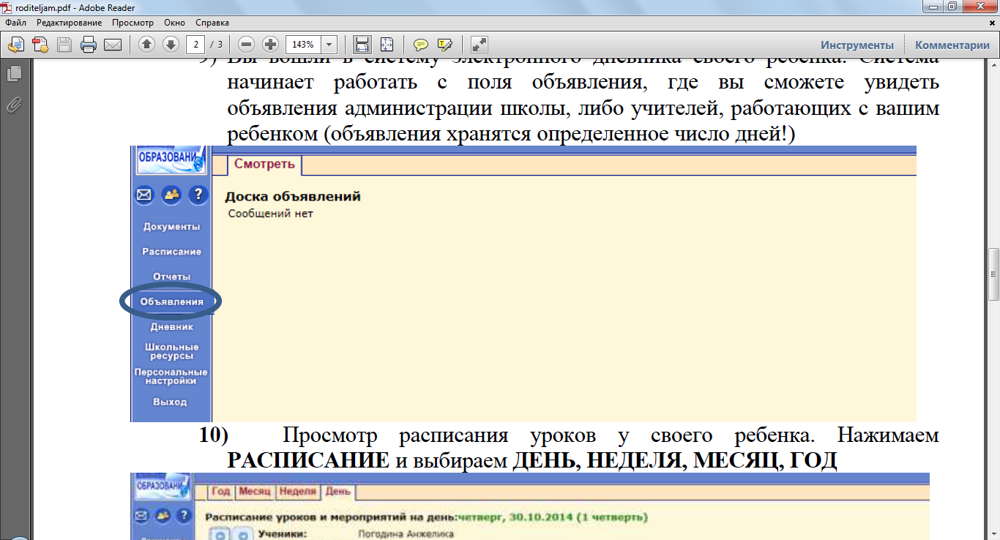 roditeljam.pdf - Adobe Reader
Файл Редактирование Просмотр Окно Справка
2 / 3 143% Инструменты Комментарии
9) Вы вошли в систему электронного дневника своего ребенка. Система
начинает работать с поля объявления, где вы сможете увидеть
объявления администрации школы, либо учителей, работающих с вашим
ребенком (объявления хранятся определенное число дней!)
ОБРАЗОВАНИ
Смотреть
Доска объявлений
Сообщений нет
Документы
Расписание
Отчеты
Объявления
Дневник
Школьные
ресурсы
Персональные
настройки
Выход
10) Просмотр расписания уроков у своего ребенка. Нажимаем
РАСПИСАНИЕ и выбираем ДЕНЬ, НЕДЕЛЯ, МЕСЯЦ, ГОД
ОБРАЗОВАНИ
Год Месяц Неделя День
Расписание уроков и мероприятий на день:четверг, 30.10.2014 (1 четверть)
Ученики: Погодина Анжелика